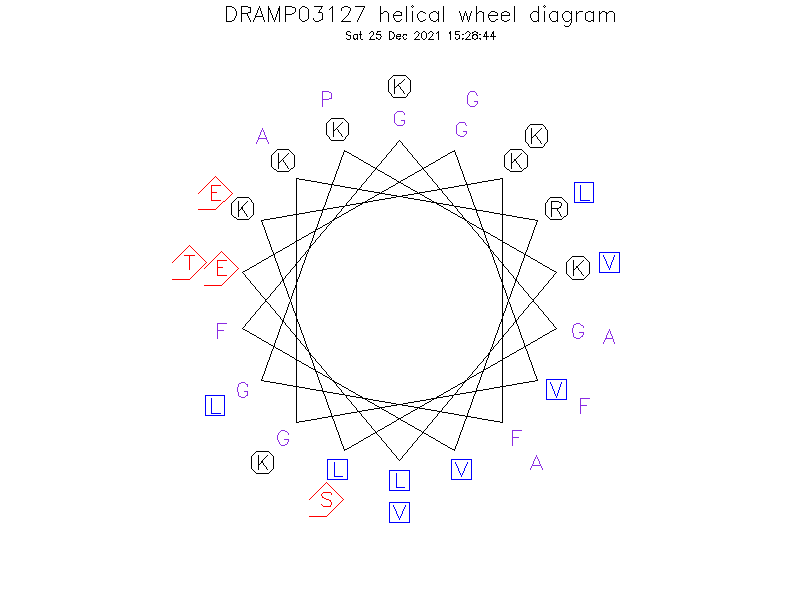 DRAMP03127 helical wheel diagram
Sat 25 Dec 2021 15:28:44
K
P G
G
K G
A K
K K
E L
K R
T V
E K
F G A
G V
L F
G F
K A
L L V
S V